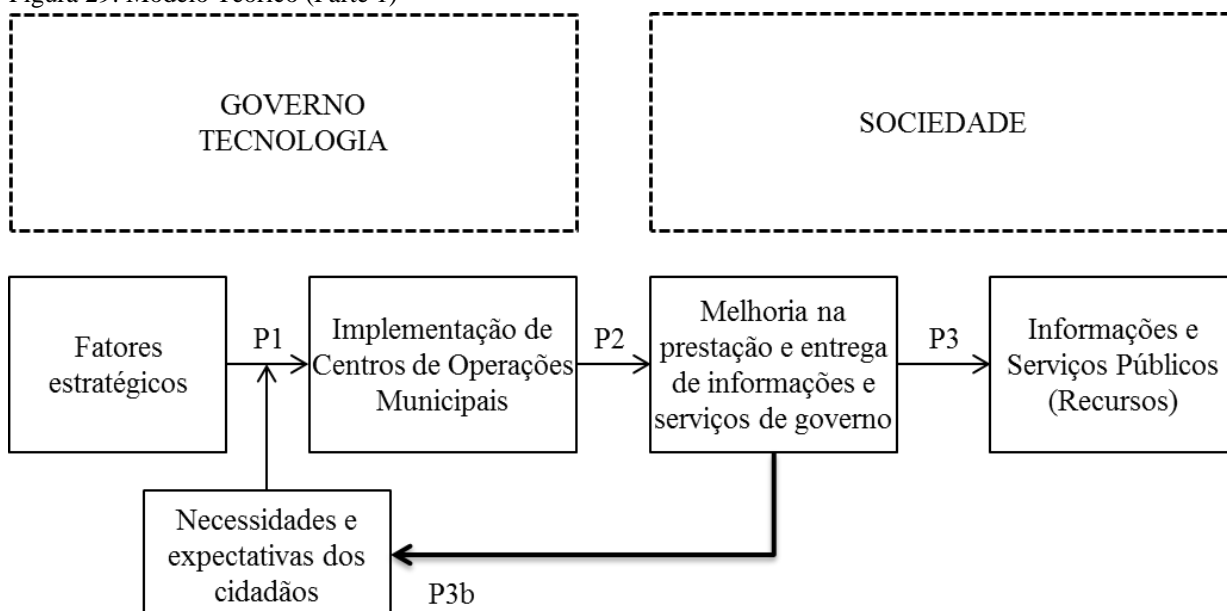 Figura 29: Modelo Teórico (Parte 1)
GOVERNO
TECNOLOGIA
SOCIEDADE
Fatores
estratégicos
P1
Implementação de
Centros de Operações
Municipais
P2
Melhoria na
prestação e entrega
de informações e
serviços de governo
P3
Informações e
Serviços Públicos
(Recursos)
Necessidades e
expectativas dos
cidadãos
P3b